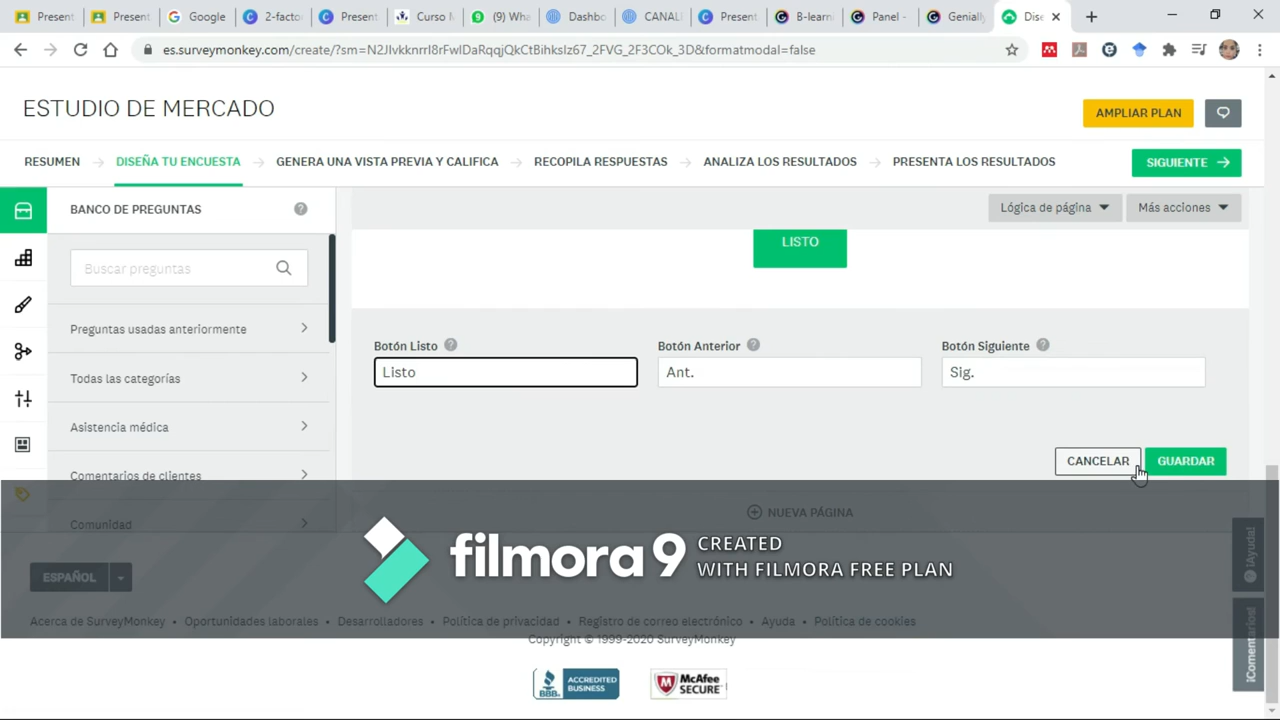 Present
Present
Google
2-facto
Present
Curso M
(9) Wha
Dashbo
CANAL
Present
B-learn
Panel -
Genially
Dise
es.surveymonkey.com/create/?sm=N2JIvkknrrI8rFwIDaRqqjQkCtBihksIz67_2FVG_2F3COk_3D&formatmodal=false
ESTUDIO DE MERCADO
AMPLIAR PLAN
RESUMEN
DISEÑA TU ENCUESTA
GENERA UNA VISTA PREVIA Y CALIFICA
RECOPILA RESPUESTAS
ANALIZA LOS RESULTADOS
PRESENTA LOS RESULTADOS
SIGUIENTE
BANCO DE PREGUNTAS
Lógica de página
Más acciones
LISTO
Buscar preguntas
Preguntas usadas anteriormente
Todas las categorías
Asistencia médica
Comentarios de clientes
Comunidad
Botón Listo
Botón Anterior
Botón Siguiente
Listo
Ant.
Sig.
CANCELAR
GUARDAR
NUEVA PÁGINA
filmora 9
CREATED
WITH FILMORA FREE PLAN
ESPAÑOL
¡Ayuda!
¡Comentarios!
Acerca de SurveyMonkey • Oportunidades laborales • Desarrolladores • Política de privacidad • Registro de correo electrónico • Ayuda • Política de cookies
Copyright © 1999-2020 SurveyMonkey
BBB
ACCREDITED
BUSINESS
McAfee
SECURE